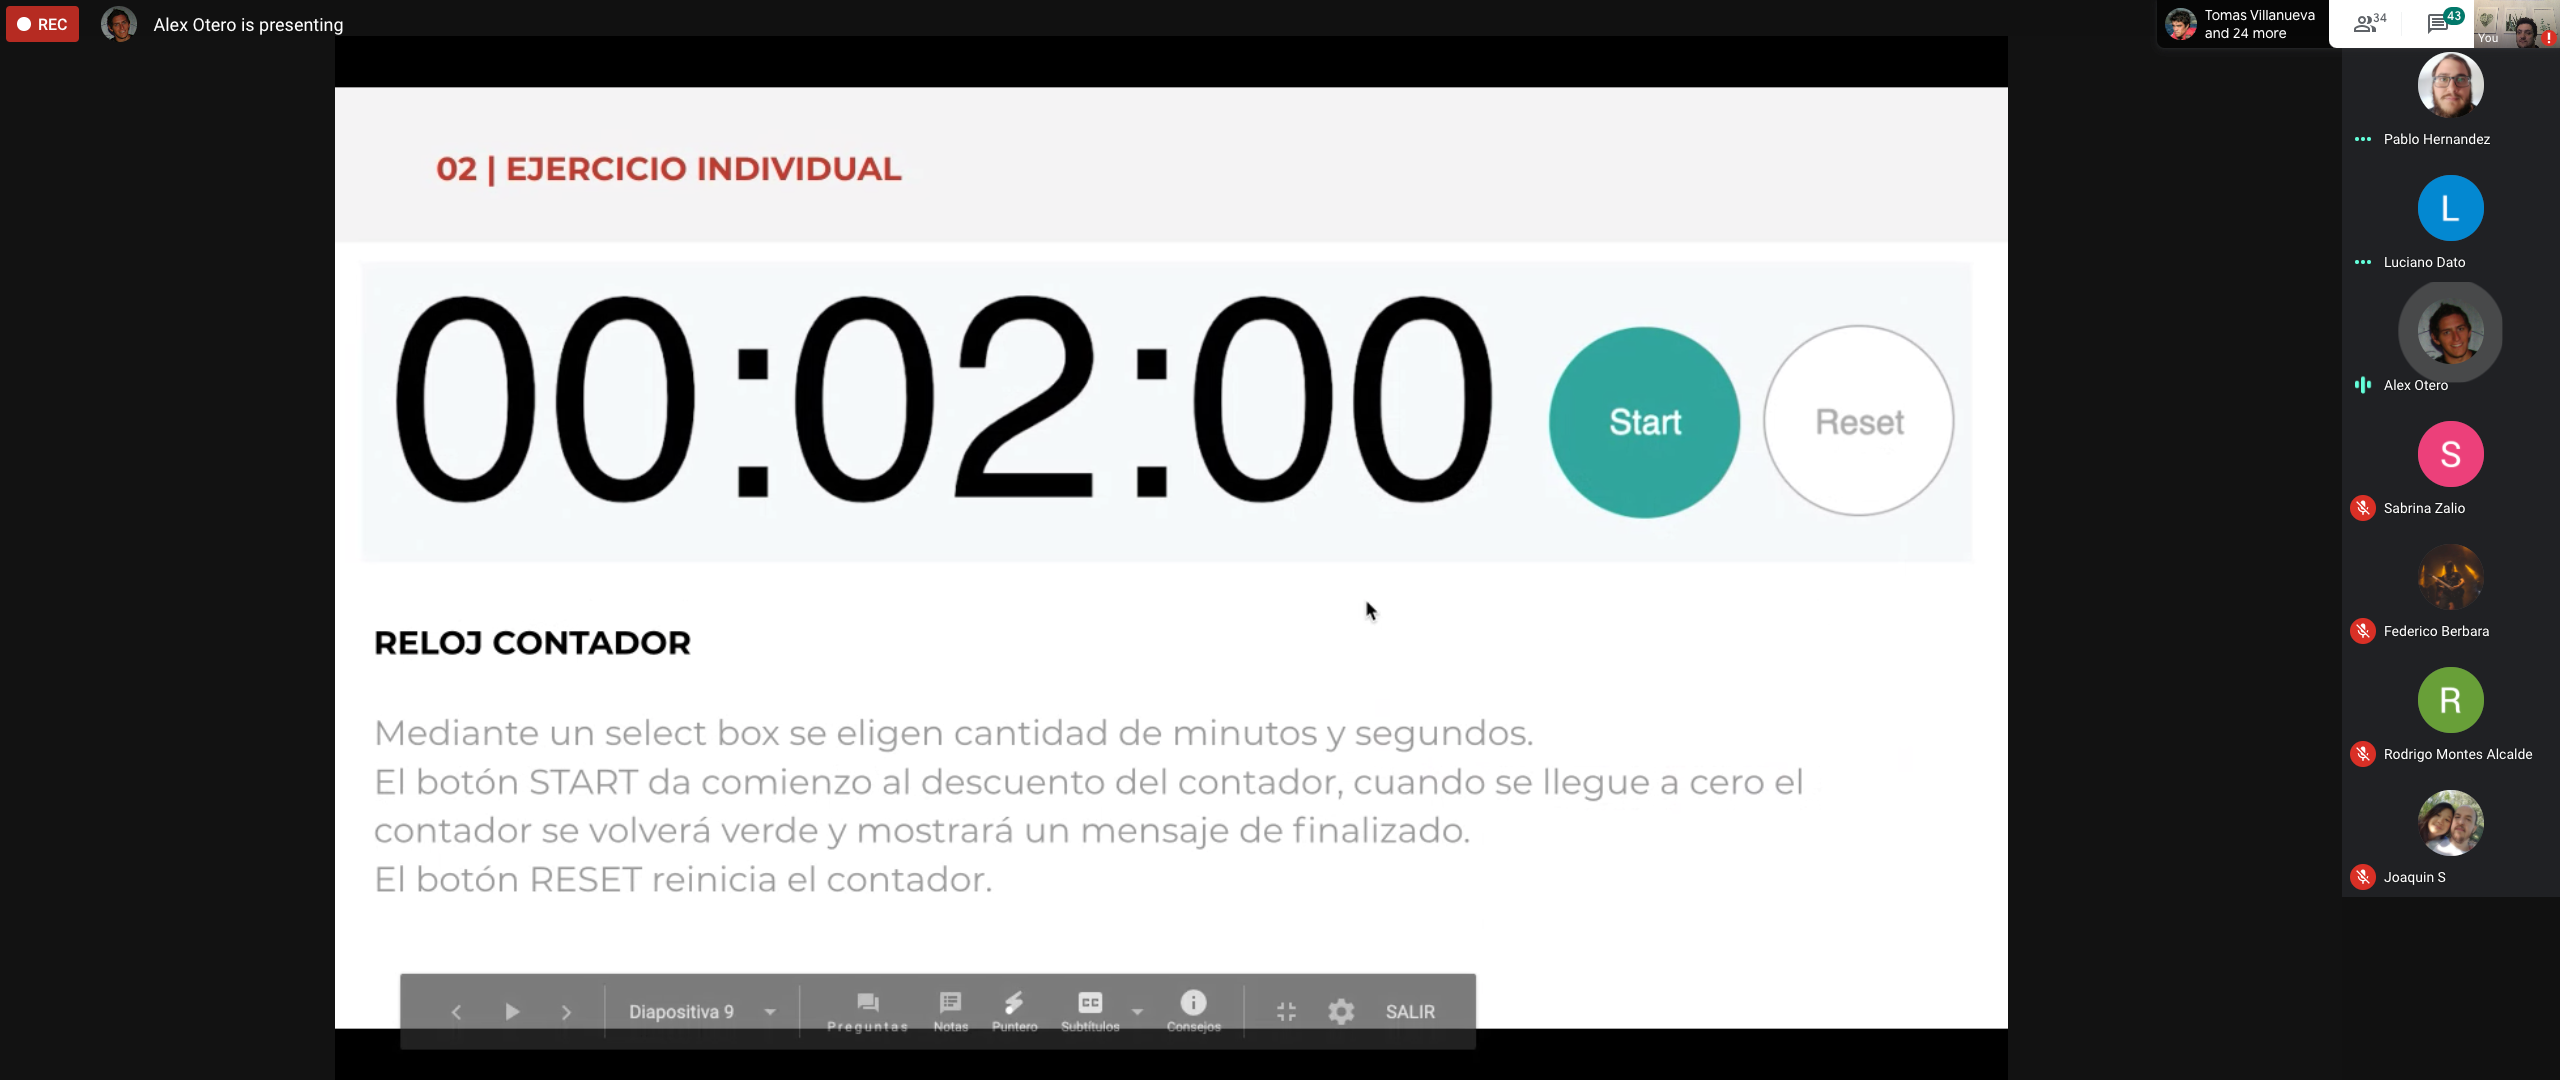 REC
Alex Otero is presenting
Tomas Villanueva
and 24 more
34
43
You
Pablo Hernandez
L
Luciano Dato
Alex Otero
S
Sabrina Zalio
Federico Berbara
R
Rodrigo Montes Alcalde
Joaquin S
02 | EJERCICIO INDIVIDUAL
00:02:00
Start
Reset
RELOJ CONTADOR
Mediante un select box se eligen cantidad de minutos y segundos.
El botón START da comienzo al descuento del contador, cuando se llegue a cero el
contador se volverá verde y mostrará un mensaje de finalizado.
El botón RESET reinicia el contador.
Diapositiva 9
Preguntas
Notas
Puntero
CC
Subtítulos
Consejos
SALIR